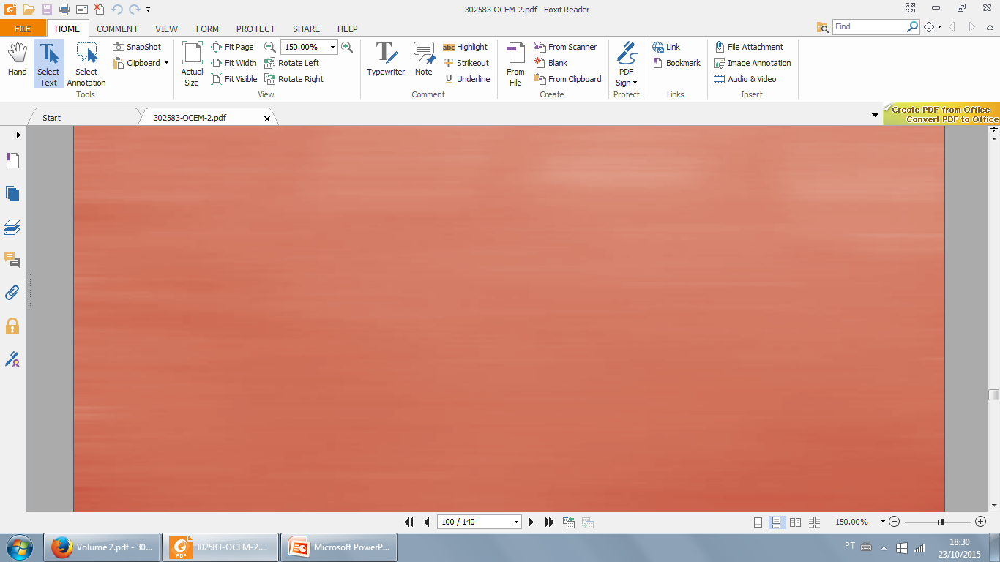 302583-OCEM-2.pdf - Foxit Reader
FILE HOME COMMENT VIEW FORM PROTECT SHARE HELP Find
Hand
Select Text
Select Annotation
SnapShot
Clipboard
Tools
Actual Size
Fit Page
Fit Width
Fit Visible
150.00%
Rotate Left
Rotate Right
View
Typewriter
Note
abc Highlight
Strikeout
U Underline
Comment
From File
From Scanner
Blank
From Clipboard
Create
PDF Sign
Protect
Link
Bookmark
Links
File Attachment
Image Annotation
Audio & Video
Insert
Start 302583-OCEM-2.pdf
Create PDF from Office
Convert PDF to Office
100 / 140 150.00%
Volume 2.pdf - 30... 302583-OCEM-2.... Microsoft PowerP... PT 18:30
PDF 23/10/2015